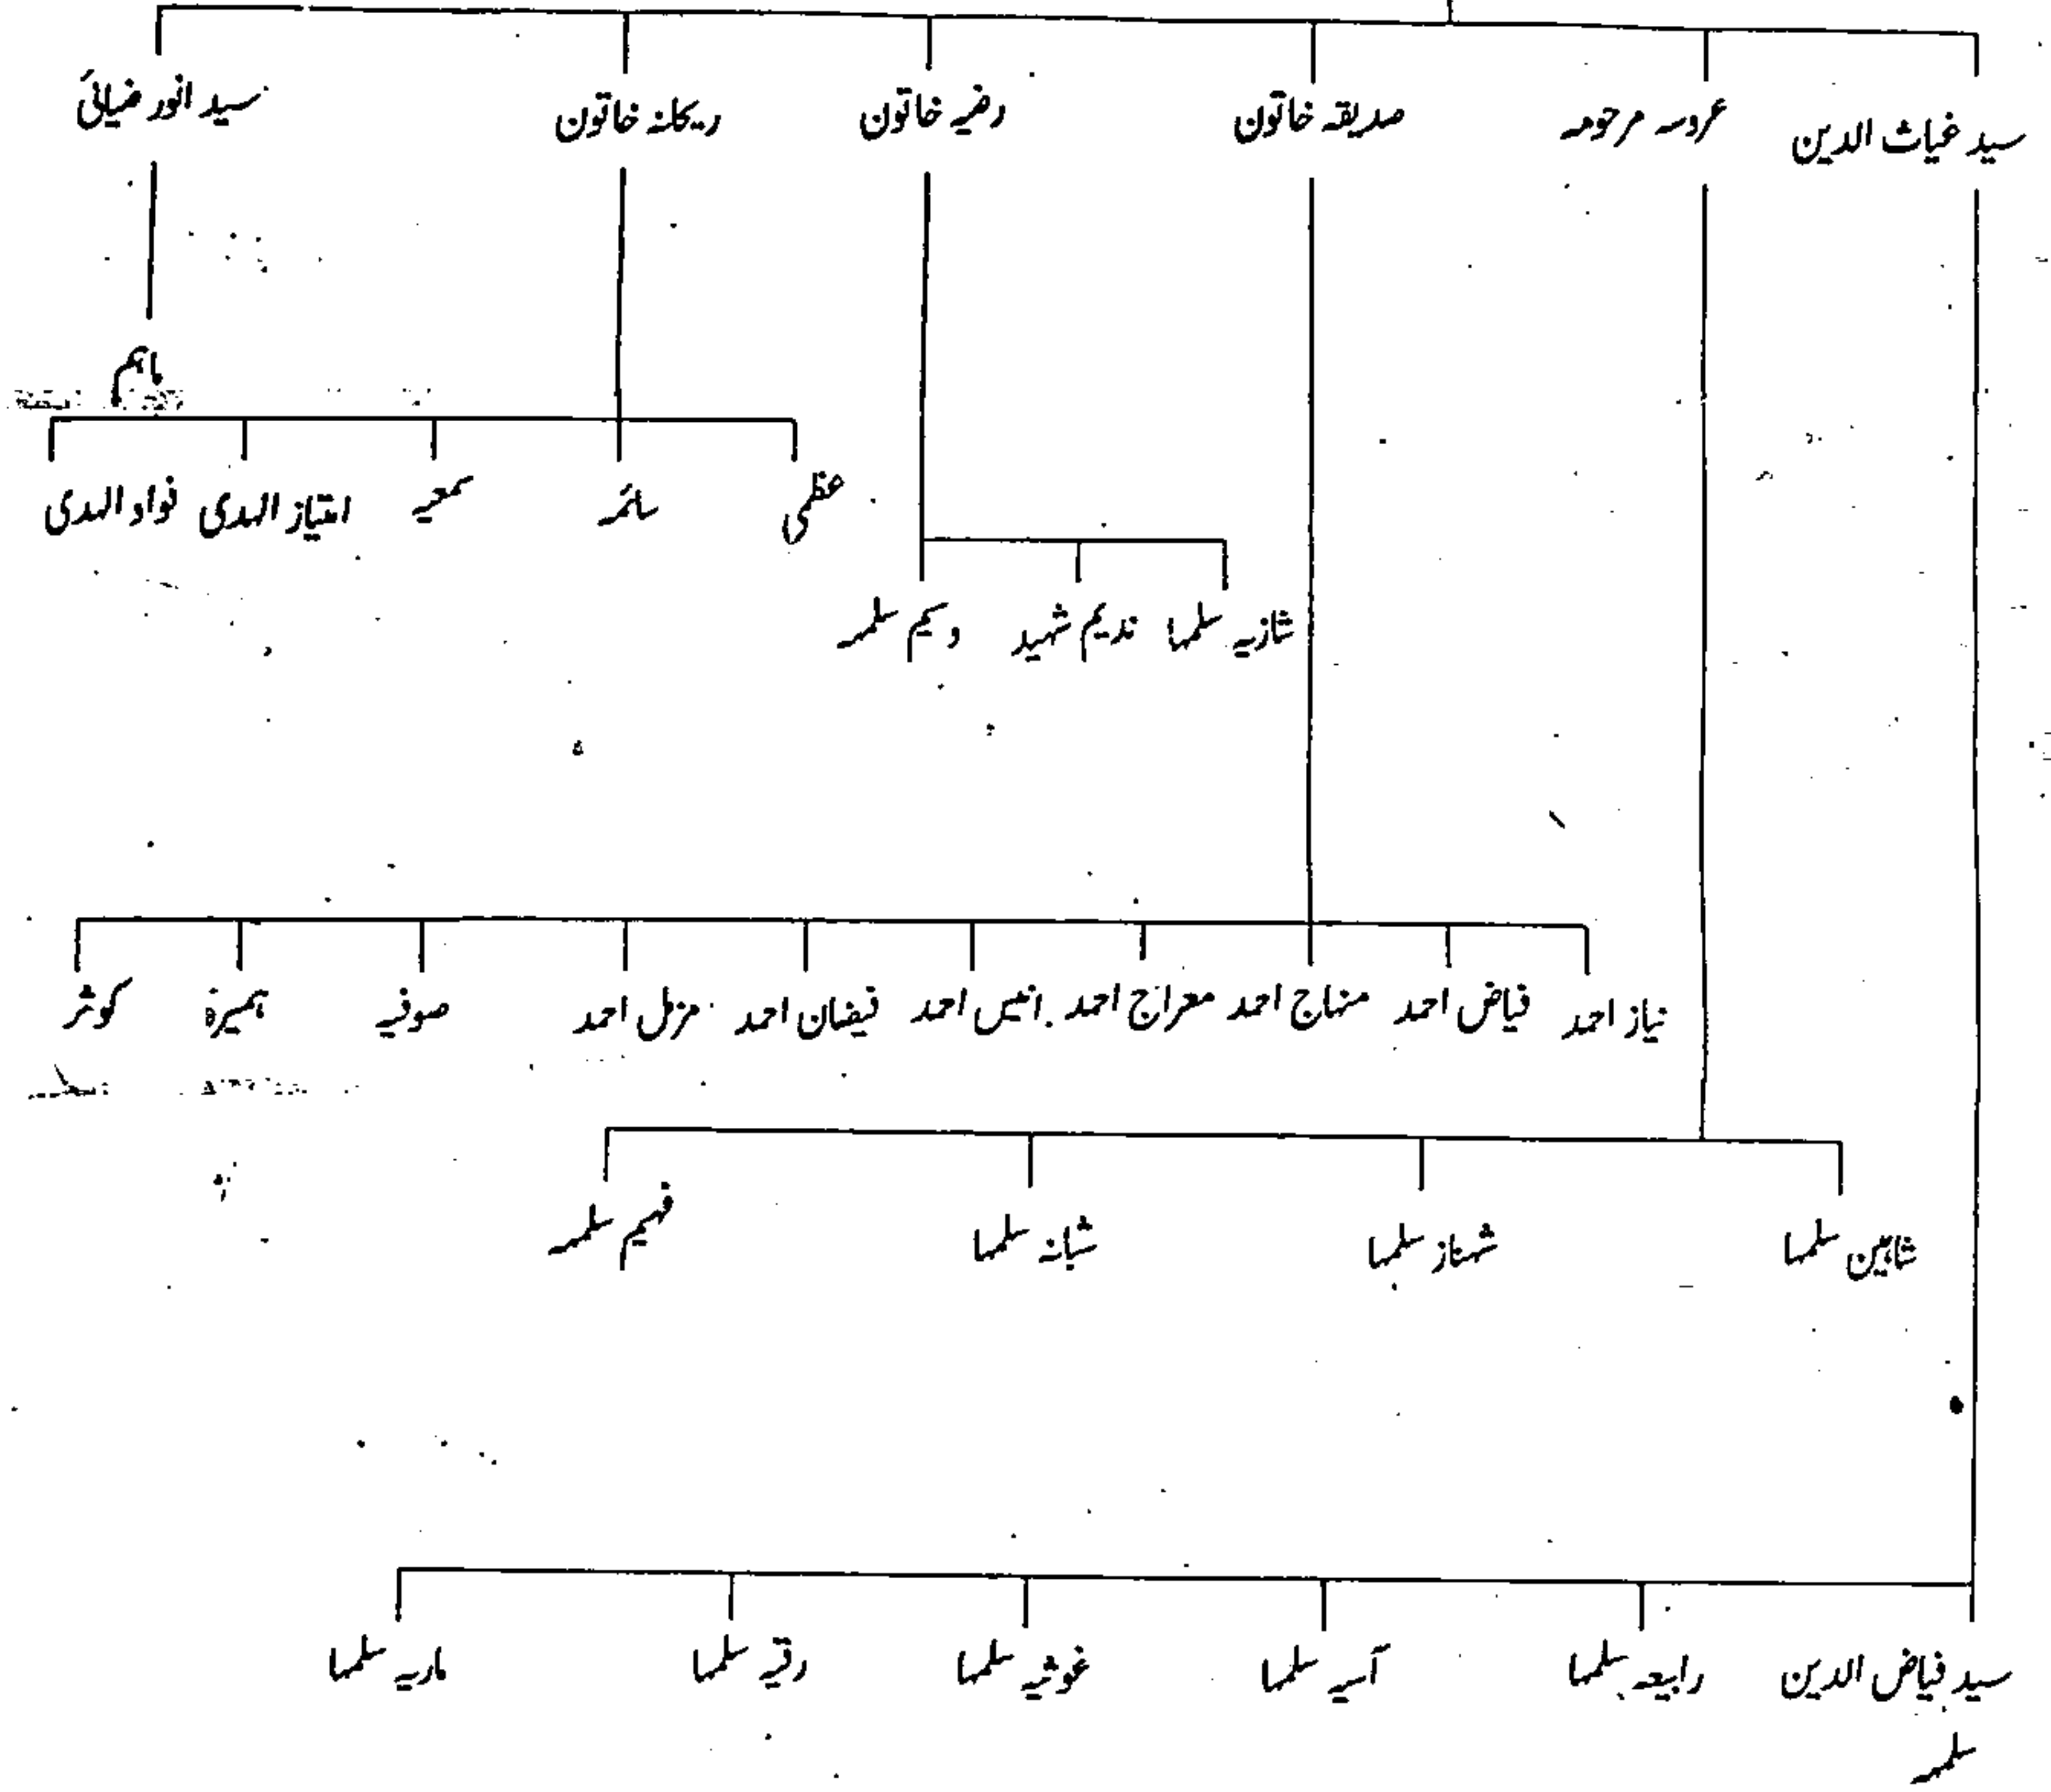 سید غیاث الدین عروسہ مرحومہ صدیقہ خاتون رضیہ خاتون ریحانہ خاتون سید انور ضیائی
ماہم
عظمی سائمہ سمعیہ امتیاز الہدی فواد الہدی
شازیہ سلمہا ندیم شہید وسیم سلمہ
نیاز احمد فیاض احمد منہاج احمد معراج احمد انیس احمد فیضان احمد مزمل احمد صوفیہ ہمیرۃ کوثر
شاہین سلمہا شہناز سلمہا شبانہ سلمہا فہیم سلمہ
سید فیاض الدین رابیعہ سلمہا آسیہ سلمہا غوثیہ سلمہا رقیہ سلمہا ماریہ سلمہا
سلمہ